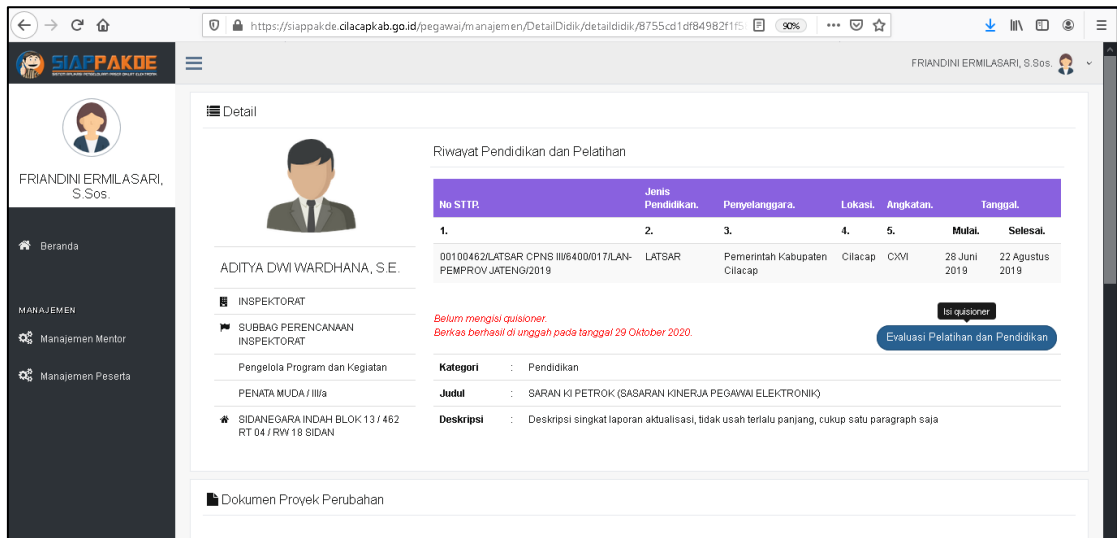 https://siappakde.cilacapkab.go.id/pegawai/manajemen/DetailDidik/detaildidik/8755cd1df84982f1f5
90%
SIAPPAKDE
FRIANDINI ERMILASARI, S.Sos.
FRIANDINI ERMILASARI,
S.Sos.
Beranda
MANAJEMEN
Manajemen Mentor
Manajemen Peserta
Detail
ADITYA DWI WARDHANA, S.E.
INSPEKTORAT
SUBBAG PERENCANAAN
INSPEKTORAT
Pengelola Program dan Kegiatan
PENATA MUDA / III/a
SIDANEGARA INDAH BLOK 13 / 462
RT 04 / RW 18 SIDAN
Riwayat Pendidikan dan Pelatihan
No STTP. Jenis Pendidikan. Penyelanggara. Lokasi. Angkatan. Tanggal.
1. 2. 3. 4. 5. Mulai. Selesai.
00100462/LATSAR CPNS III/6400/017/LAN- LATSAR Pemerintah Kabupaten Cilacap CXVI 28 Juni 22 Agustus
PEMPROV JATENG/2019 Cilacap 2019 2019
Belum mengisi quisioner.
Berkas berhasil di unggah pada tanggal 29 Oktober 2020.
Isi quisioner
Evaluasi Pelatihan dan Pendidikan
Kategori : Pendidikan
Judul : SARAN KI PETROK (SASARAN KINERJA PEGAWAI ELEKTRONIK)
Deskripsi : Deskripsi singkat laporan aktualisasi, tidak usah terlalu panjang, cukup satu paragraph saja
Dokumen Proyek Perubahan